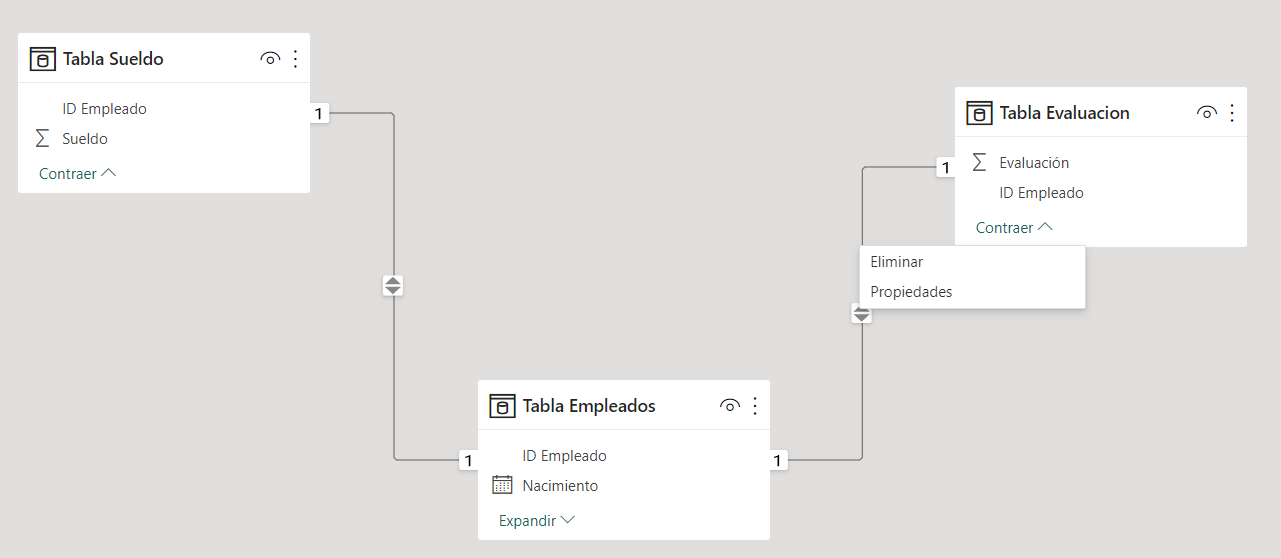 Tabla Sueldo
ID Empleado
Sueldo
Contraer
1
Tabla Evaluacion
Evaluación
ID Empleado
Contraer
1
Eliminar
Propiedades
Tabla Empleados
ID Empleado
Nacimiento
Expandir
1
1